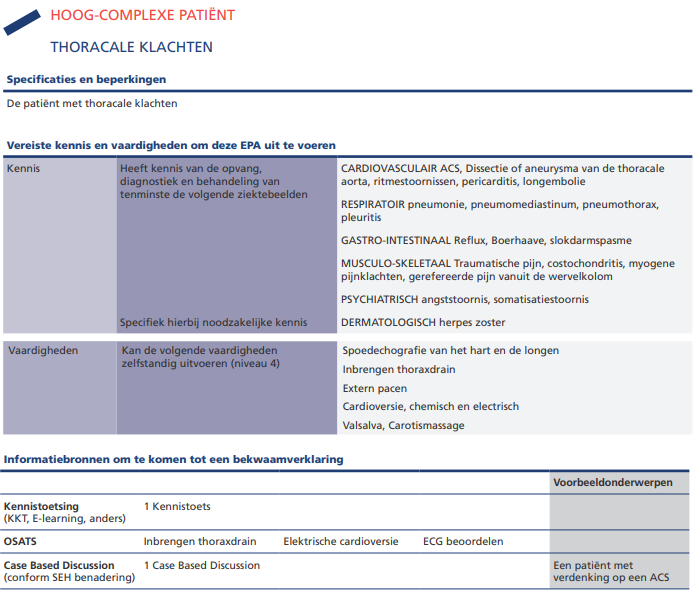 HOOG-COMPLEXE PATIËNT
THORACALE KLACHTEN
Specificaties en beperkingen
De patiënt met thoracale klachten
Vereiste kennis en vaardigheden om deze EPA uit te voeren
Kennis
Heeft kennis van de opvang,
diagnostiek en behandeling van
tenminste de volgende ziektebeelden
CARDIOVASCULAIR ACS, Dissectie of aneurysma van de thoracale
aorta, ritmestoornissen, pericarditis, longembolie
RESPIRATOIR pneumonie, pneumomediastinum, pneumothorax,
pleuritis
GASTRO-INTESTINAAL Reflux, Boerhaave, slokdarmspasme
MUSCULO-SKELETAAL Traumatische pijn, costochondritis, myogene
pijnklachten, gerefereerde pijn vanuit de wervelkolom
PSYCHIATRISCH angststoornis, somatisatiestoornis
Specifiek hierbij noodzakelijke kennis
DERMATOLOGISCH herpes zoster
Vaardigheden
Kan de volgende vaardigheden
zelfstandig uitvoeren (niveau 4)
Spoedechografie van het hart en de longen
Inbrengen thoraxdrain
Extern pacen
Cardioversie, chemisch en electrisch
Valsalva, Carotismassage
Informatiebronnen om te komen tot een bekwaamverklaring
Voorbeeldonderwerpen
Kennistoetsing
(KKT, E-learning, anders)
1 Kennistoets
OSATS
Inbrengen thoraxdrain
Elektrische cardioversie
ECG beoordelen
Case Based Discussion
(conform SEH benadering)
1 Case Based Discussion
Een patiënt met
verdenking op een ACS